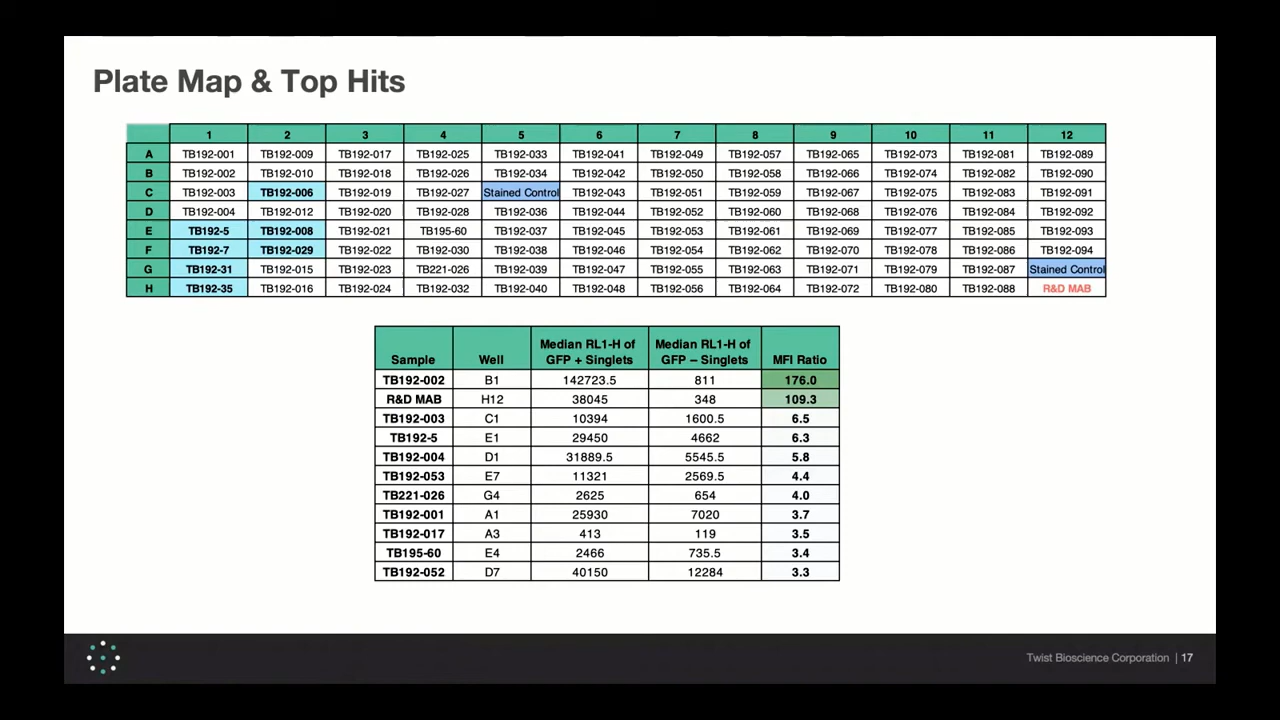 Plate Map & Top Hits
1 2 3 4 5 6 7 8 9 10 11 12
A TB192-001 TB192-009 TB192-017 TB192-025 TB192-033 TB192-041 TB192-049 TB192-057 TB192-065 TB192-073 TB192-081 TB192-089
B TB192-002 TB192-010 TB192-018 TB192-026 TB192-034 TB192-042 TB192-050 TB192-058 TB192-066 TB192-074 TB192-082 TB192-090
C TB192-003 TB192-006 TB192-019 TB192-027 Stained Control TB192-043 TB192-051 TB192-059 TB192-067 TB192-075 TB192-083 TB192-091
D TB192-004 TB192-012 TB192-020 TB192-028 TB192-036 TB192-044 TB192-052 TB192-060 TB192-068 TB192-076 TB192-084 TB192-092
E TB192-5 TB192-008 TB192-021 TB195-60 TB192-037 TB192-045 TB192-053 TB192-061 TB192-069 TB192-077 TB192-085 TB192-093
F TB192-7 TB192-029 TB192-022 TB192-030 TB192-038 TB192-046 TB192-054 TB192-062 TB192-070 TB192-078 TB192-086 TB192-094
G TB192-31 TB192-015 TB192-023 TB221-026 TB192-039 TB192-047 TB192-055 TB192-063 TB192-071 TB192-079 TB192-087 Stained Control
H TB192-35 TB192-016 TB192-024 TB192-032 TB192-040 TB192-048 TB192-056 TB192-064 TB192-072 TB192-080 TB192-088 R&D MAB
Median RL1-H of Median RL1-H of
Sample Well GFP + Singlets GFP – Singlets MFI Ratio
TB192-002 B1 142723.5 811 176.0
R&D MAB H12 38045 348 109.3
TB192-003 C1 10394 1600.5 6.5
TB192-5 E1 29450 4662 6.3
TB192-004 D1 31889.5 5545.5 5.8
TB192-053 E7 11321 2569.5 4.4
TB221-026 G4 2625 654 4.0
TB192-001 A1 25930 7020 3.7
TB192-017 A3 413 119 3.5
TB195-60 E4 2466 735.5 3.4
TB192-052 D7 40150 12284 3.3
Twist Bioscience Corporation | 17